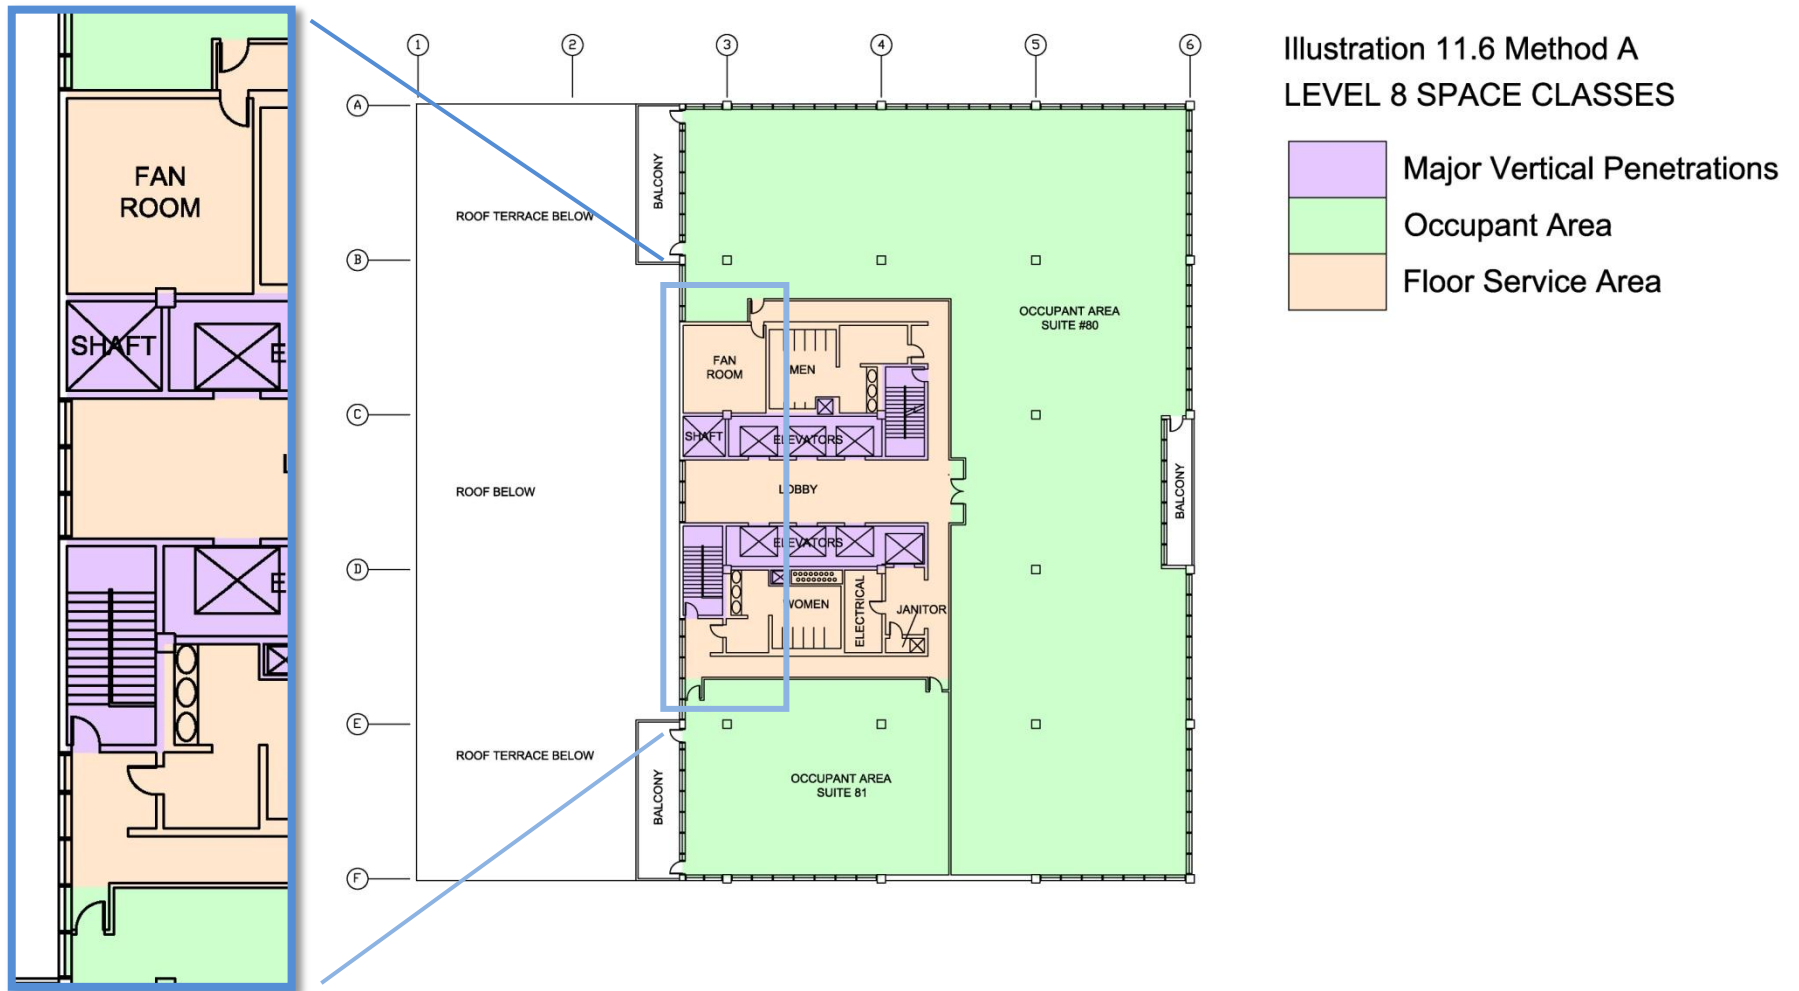 Illustration 11.6 Method A
LEVEL 8 SPACE CLASSES
Major Vertical Penetrations
Occupant Area
Floor Service Area
1
2
3
4
5
6
A
B
C
D
E
F
FAN
ROOM
SHAFT
E
L
E
BALCONY
ROOF TERRACE BELOW
OCCUPANT AREA
SUITE #80
FAN
ROOM
MEN
SHAFT
ELEVATORS
LOBBY
ROOF BELOW
BALCONY
ELEVATORS
WOMEN
ELECTRICAL
JANITOR
ROOF TERRACE BELOW
BALCONY
OCCUPANT AREA
SUITE 81